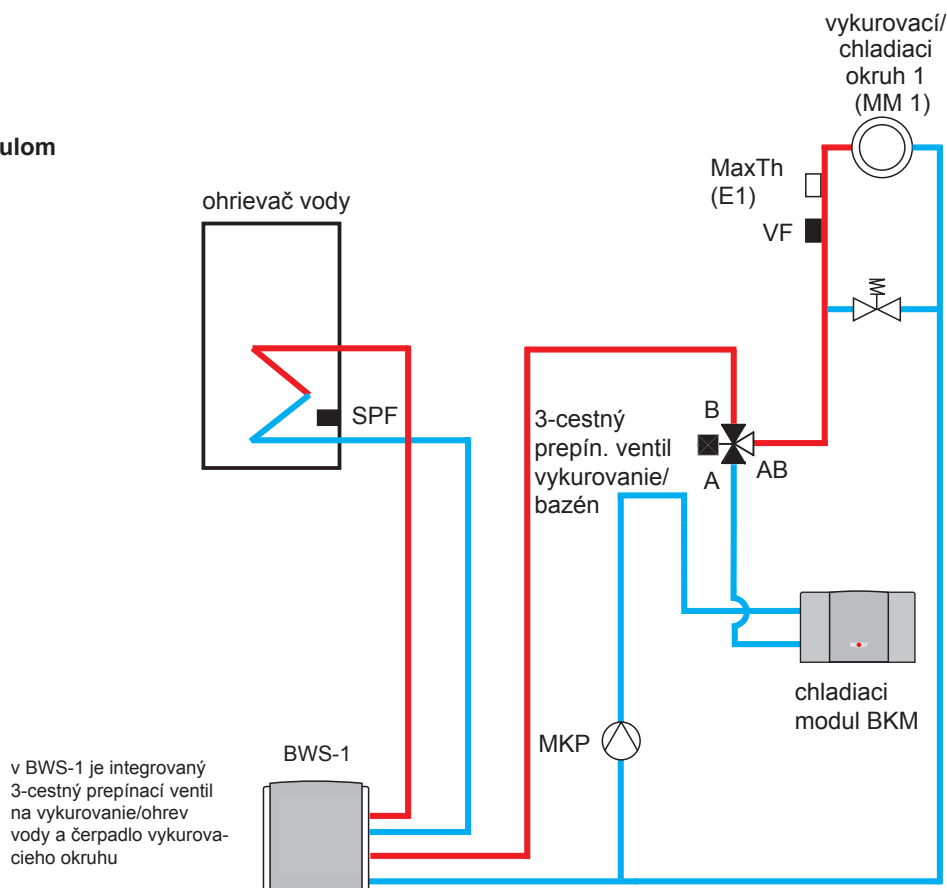 vykurovací/
chladiaci
okruh 1
(MM 1)
ulom
MaxTh
(E1)
ohrievač vody
VF
SPF
B
3-cestný
prepín. ventil
vykurovanie/
bazén
A
AB
chladiaci
modul BKM
MKP
BWS-1
v BWS-1 je integrovaný
3-cestný prepínací ventil
na vykurovanie/ohrev
vody a čerpadlo vykurova-
cieho okruhu